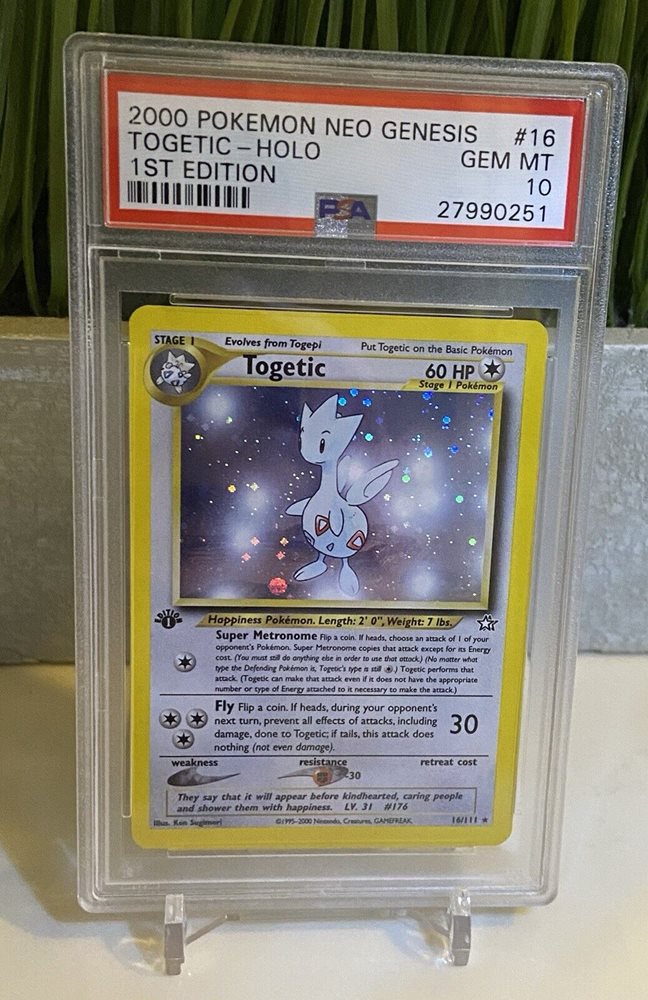 2000 POKEMON NEO GENESIS #16
TOGETIC - HOLO GEM MT
1ST EDITION 10
PSA 27990251
STAGE 1 Evolves from Togepi Put Togetic on the Basic Pokémon
Togetic 60 HP
Stage 1 Pokémon
EDITION
1
Happiness Pokémon. Length: 2' 0", Weight: 7 lbs.
Super Metronome Flip a coin. If heads, choose an attack of 1 of your
opponent's Pokémon. Super Metronome copies that attack except for its Energy
cost. (You must still do anything else in order to use that attack.) (No matter what
type the Defending Pokémon is, Togetic's type is still .) Togetic performs that
attack. (Togetic can make that attack even if it does not have the appropriate
number or type of Energy attached to it necessary to make the attack.)
Fly Flip a coin. If heads, during your opponent's
next turn, prevent all effects of attacks, including
damage, done to Togetic; if tails, this attack does
nothing (not even damage).
30
weakness resistance retreat cost
-30
They say that it will appear before kindhearted, caring people
and shower them with happiness. LV. 31 #176
Illus. Ken Sugimori ©1995-2000 Nintendo, Creatures, GAMEFREAK. 16/111 ★